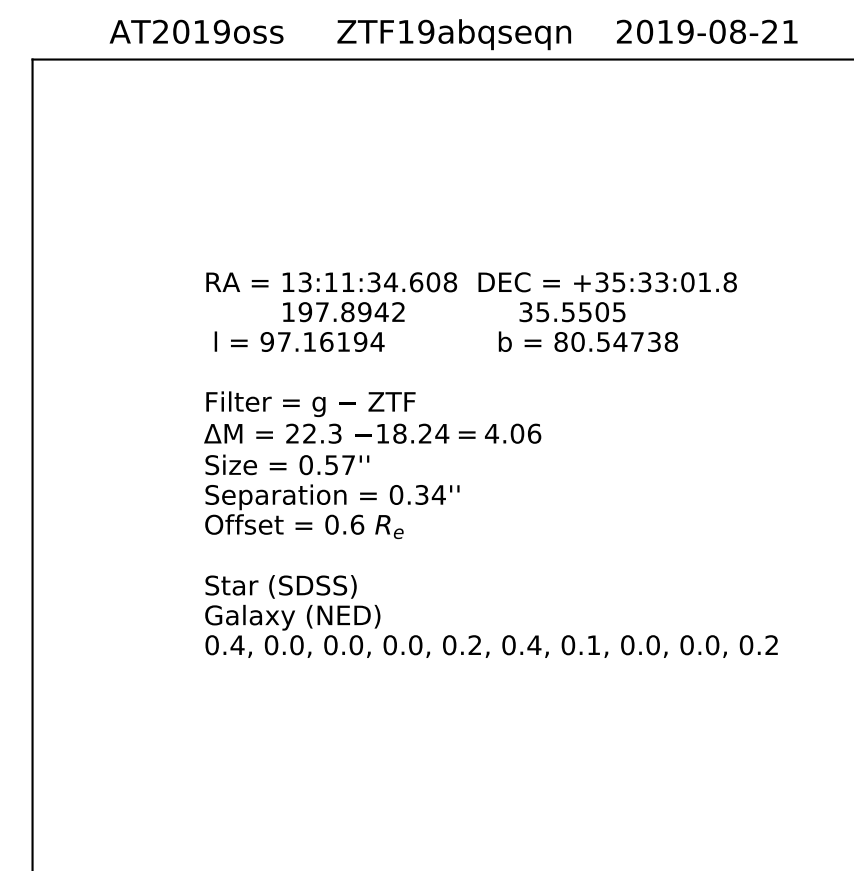 AT2019oss ZTF19abqseqn 2019-08-21
RA = 13:11:34.608 DEC = +35:33:01.8
197.8942 35.5505
l = 97.16194 b = 80.54738
Filter = g − ZTF
ΔM = 22.3 −18.24 = 4.06
Size = 0.57''
Separation = 0.34''
Offset = 0.6 Rₑ
Star (SDSS)
Galaxy (NED)
0.4, 0.0, 0.0, 0.0, 0.2, 0.4, 0.1, 0.0, 0.0, 0.2